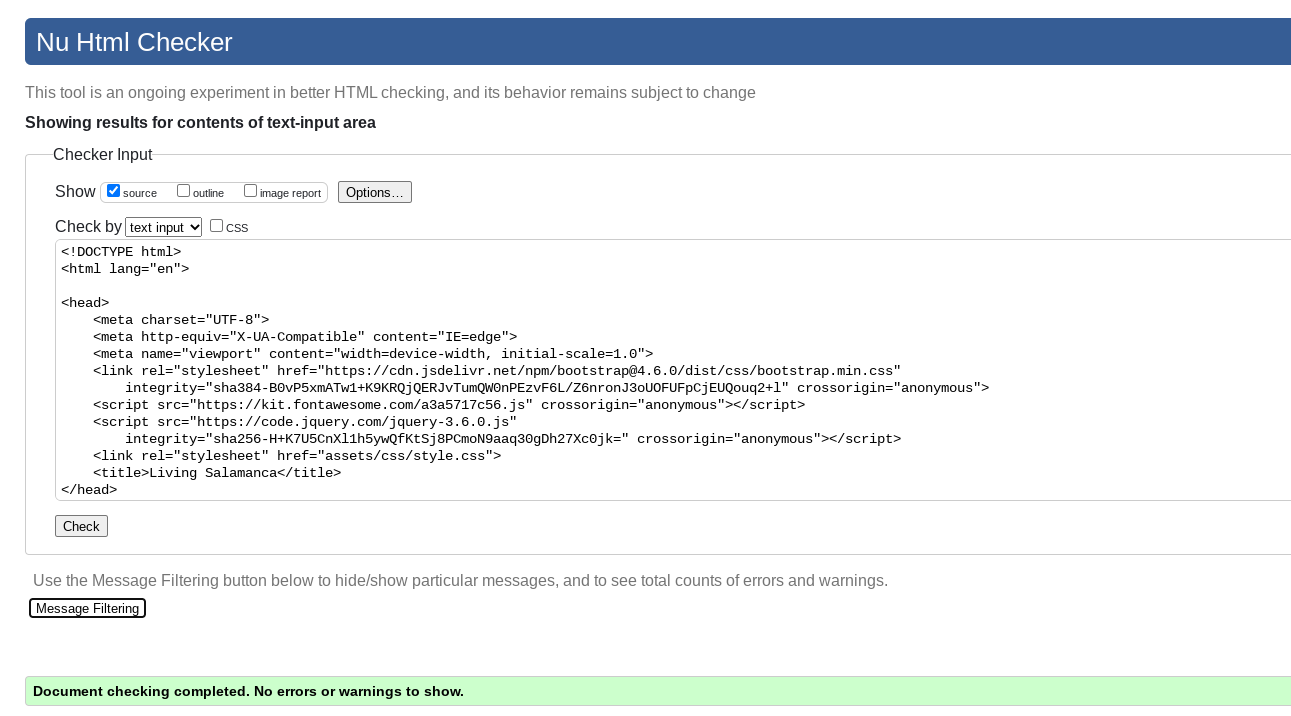 Nu Html Checker
This tool is an ongoing experiment in better HTML checking, and its behavior remains subject to change
Showing results for contents of text-input area
Checker Input
Show source outline image report Options...
Check by text input CSS
<!DOCTYPE html>
<html lang="en">
<head>
<meta charset="UTF-8">
<meta http-equiv="X-UA-Compatible" content="IE=edge">
<meta name="viewport" content="width=device-width, initial-scale=1.0">
<link rel="stylesheet" href="https://cdn.jsdelivr.net/npm/bootstrap@4.6.0/dist/css/bootstrap.min.css"
integrity="sha384-B0vP5xmATw1+K9KRQjQERJvTumQW0nPEzvF6L/Z6nronJ3oUOFUFpCjEUQouq2+l" crossorigin="anonymous">
<script src="https://kit.fontawesome.com/a3a5717c56.js" crossorigin="anonymous"></script>
<script src="https://code.jquery.com/jquery-3.6.0.js"
integrity="sha256-H+K7U5CnXl1h5ywQfKtSj8PCmoN9aaq30gDh27Xc0jk=" crossorigin="anonymous"></script>
<link rel="stylesheet" href="assets/css/style.css">
<title>Living Salamanca</title>
</head>
Check
Use the Message Filtering button below to hide/show particular messages, and to see total counts of errors and warnings.
Message Filtering
Document checking completed. No errors or warnings to show.